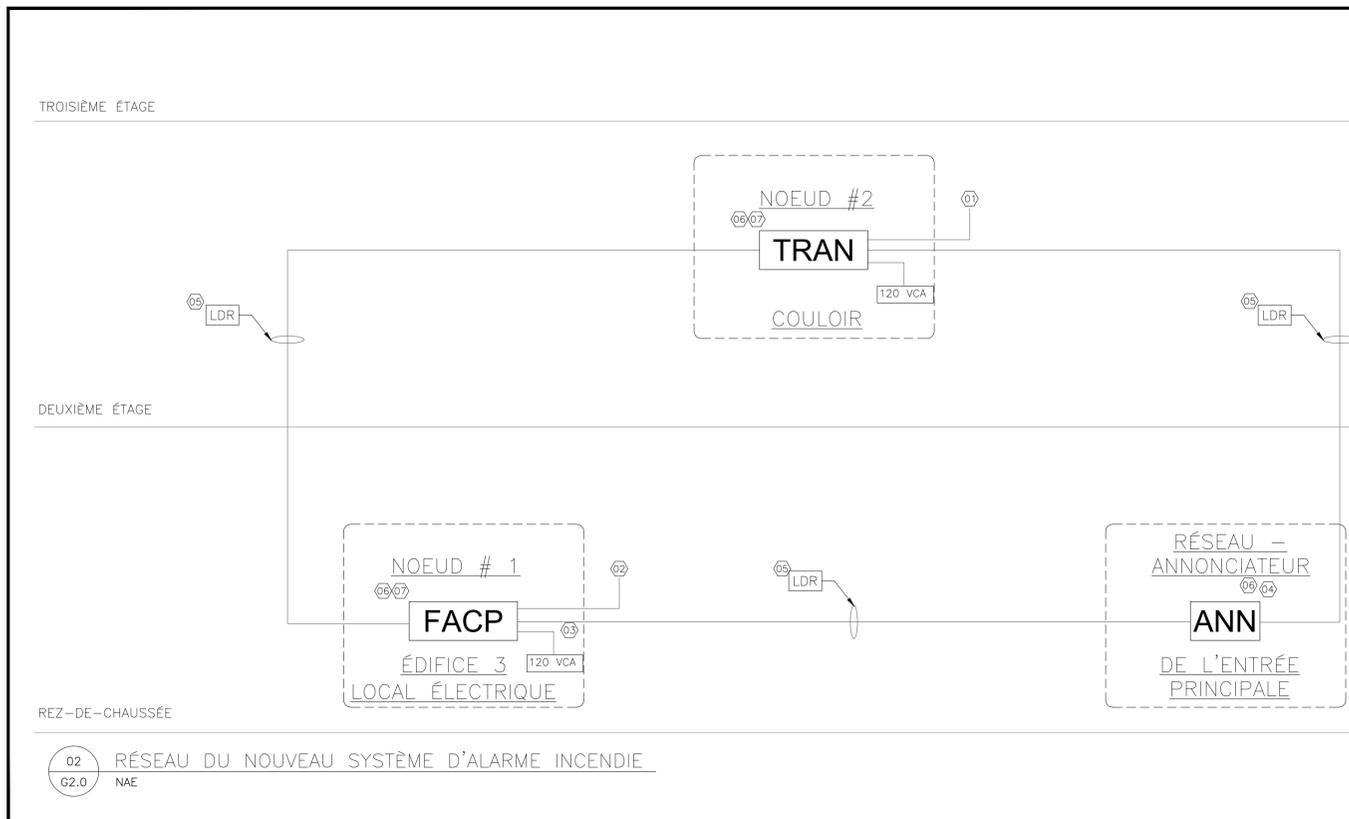 TROISIÈME ÉTAGE
NOEUD #2
01
06 07
TRAN
120 VCA
COULOIR
05
LDR
05
LDR
DEUXIÈME ÉTAGE
NOEUD # 1
06 07
FACP
02
03
120 VCA
ÉDIFICE 3
LOCAL ÉLECTRIQUE
05
LDR
RÉSEAU –
ANNONCIATEUR
06 04
ANN
DE L'ENTRÉE
PRINCIPALE
REZ-DE-CHAUSSÉE
02
G2.0
RÉSEAU DU NOUVEAU SYSTÈME D'ALARME INCENDIE
NAE